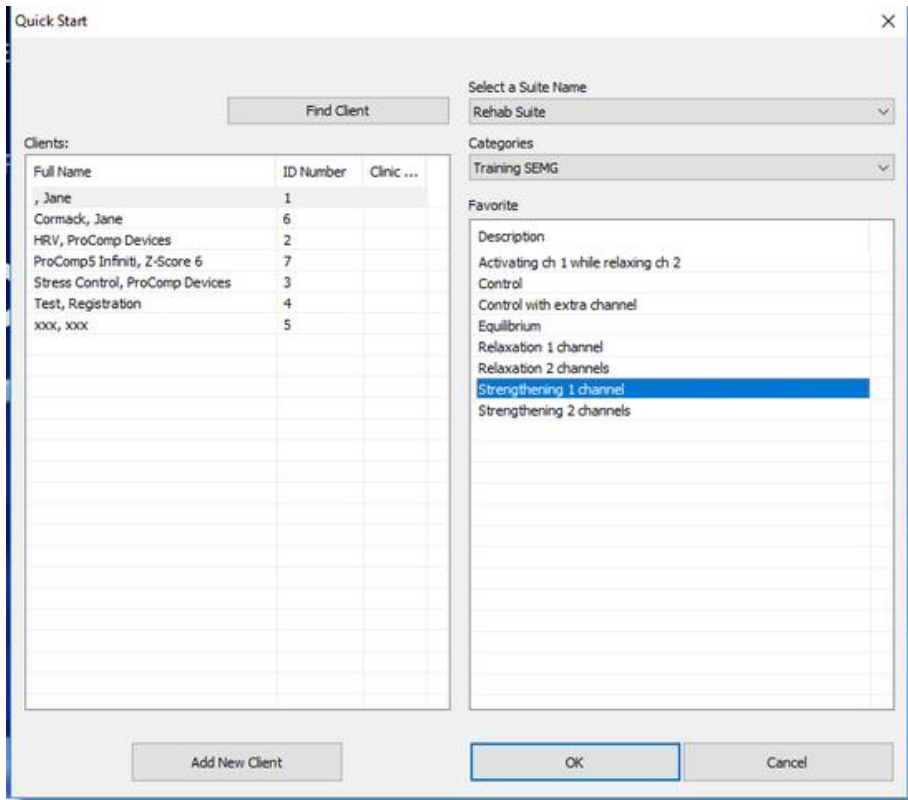 Quick Start
Find Client
Clients:
Full Name ID Number Clinic ...
, Jane 1
Cormack, Jane 6
HRV, ProComp Devices 2
ProComp5 Infiniti, Z-Score 6 7
Stress Control, ProComp Devices 3
Test, Registration 4
xxx, xxx 5
Add New Client
Select a Suite Name
Rehab Suite
Categories
Training SEMG
Favorite
Description
Activating ch 1 while relaxing ch 2
Control
Control with extra channel
Equilibrium
Relaxation 1 channel
Relaxation 2 channels
Strengthening 1 channel
Strengthening 2 channels
OK Cancel